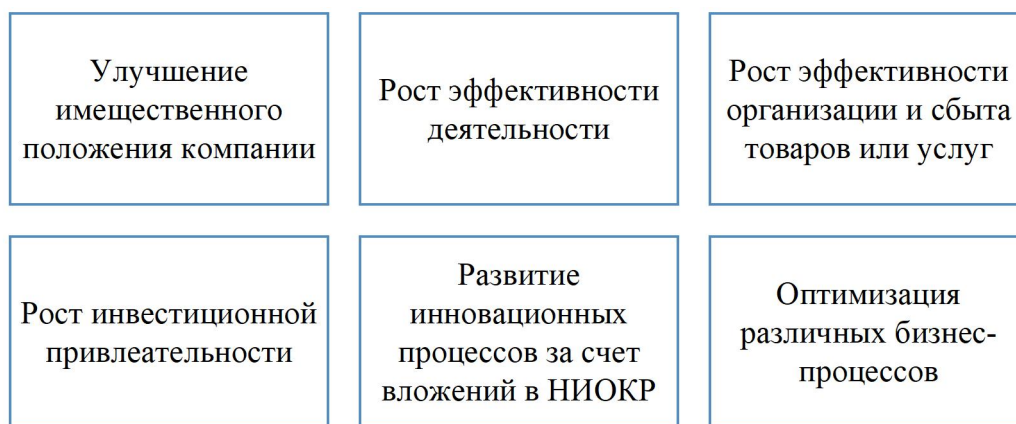 Улучшение
имещественного
положения компании
Рост эффективности
деятельности
Рост эффективности
организации и сбыта
товаров или услуг
Рост инвестиционной
привлеательности
Развитие
инновационных
процессов за счет
вложений в НИОКР
Оптимизация
различных бизнес-
процессов